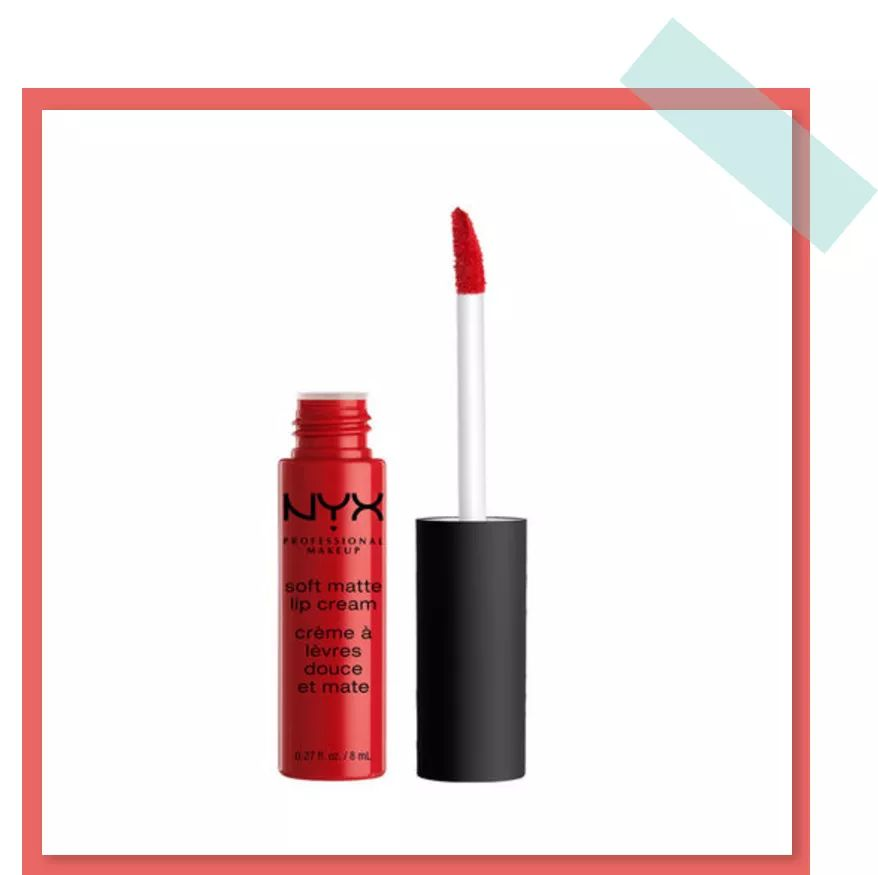 NYX
PROFESSIONAL
MAKEUP
soft matte
lip cream
crème à
lèvres
douce
et mate
0.27 fl. oz. / 8 mL